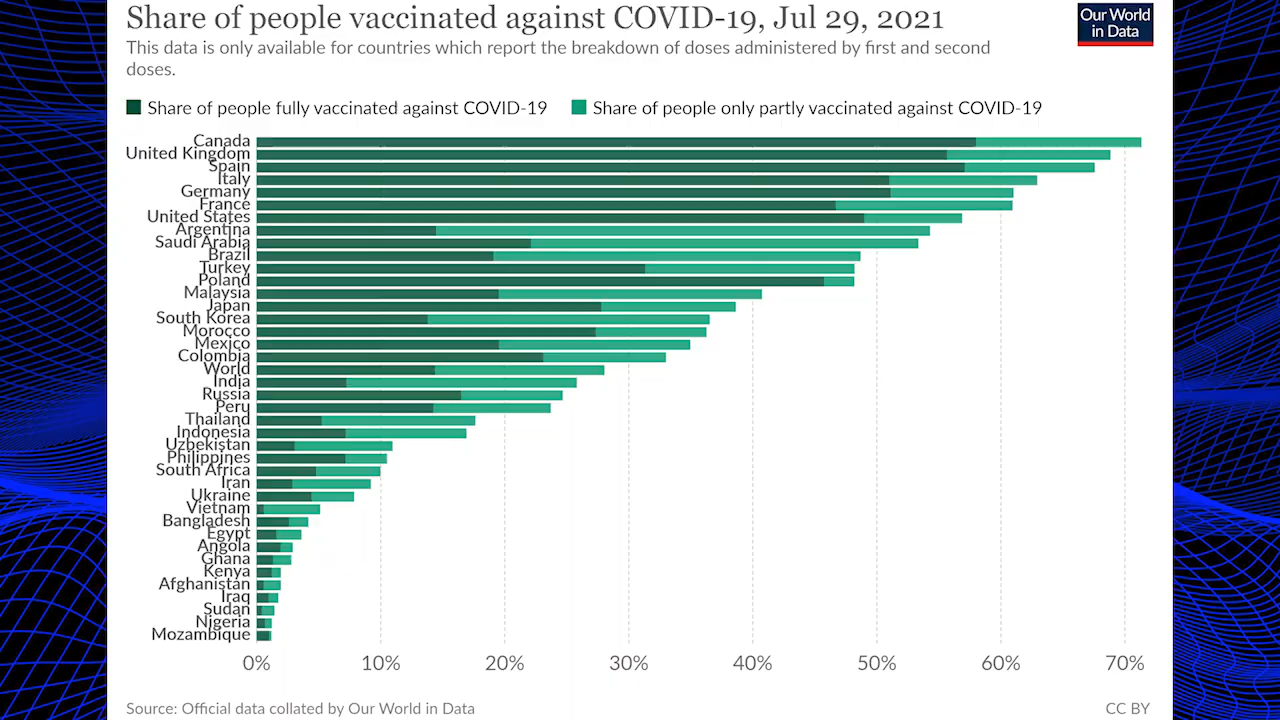 Share of people vaccinated against COVID-19, Jul 29, 2021
Our World
in Data
This data is only available for countries which report the breakdown of doses administered by first and second
doses.
Share of people fully vaccinated against COVID-19
Share of people only partly vaccinated against COVID-19
Canada
United Kingdom
Spain
Italy
Germany
France
United States
Argentina
Saudi Arabia
Brazil
Turkey
Poland
Malaysia
Japan
South Korea
Morocco
Mexico
Colombia
World
India
Russia
Peru
Thailand
Indonesia
Uzbekistan
Philippines
South Africa
Iran
Ukraine
Vietnam
Bangladesh
Egypt
Angola
Ghana
Kenya
Afghanistan
Iraq
Sudan
Nigeria
Mozambique
0% 10% 20% 30% 40% 50% 60% 70%
Source: Official data collated by Our World in Data
CC BY